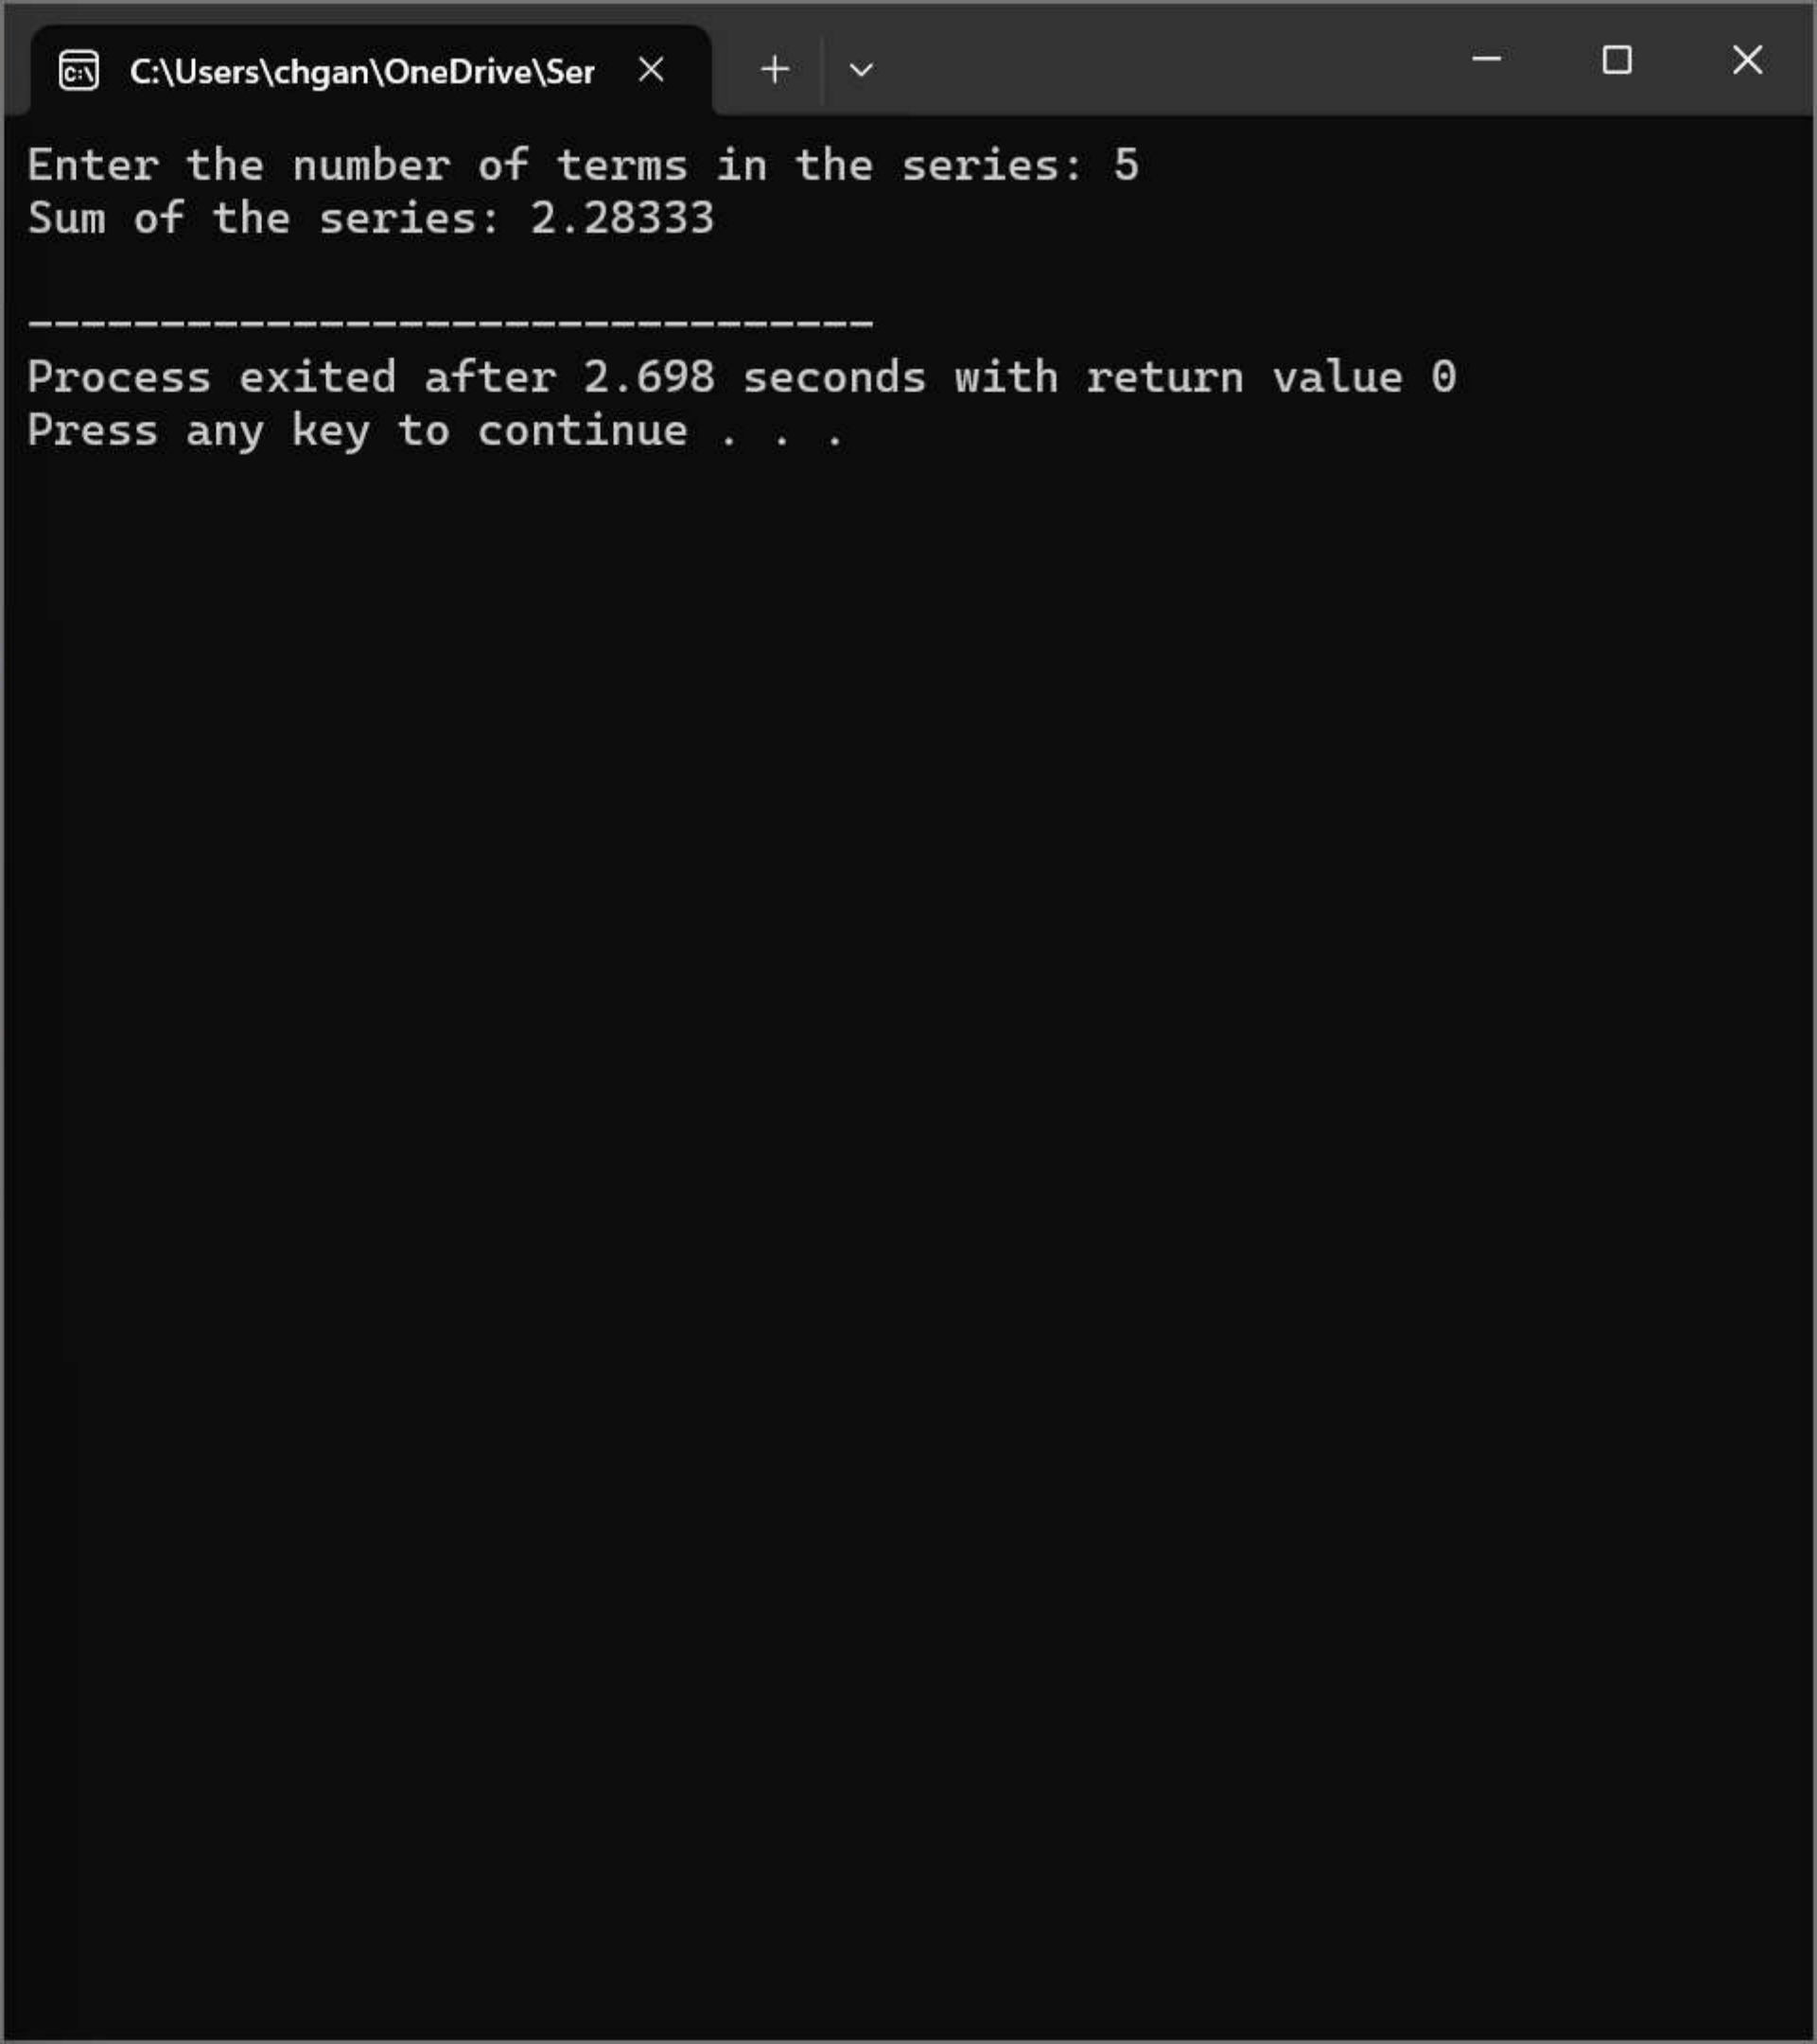 C:\Users\chgan\OneDrive\Ser
Enter the number of terms in the series: 5
Sum of the series: 2.28333
--------------------------------
Process exited after 2.698 seconds with return value 0
Press any key to continue . . .